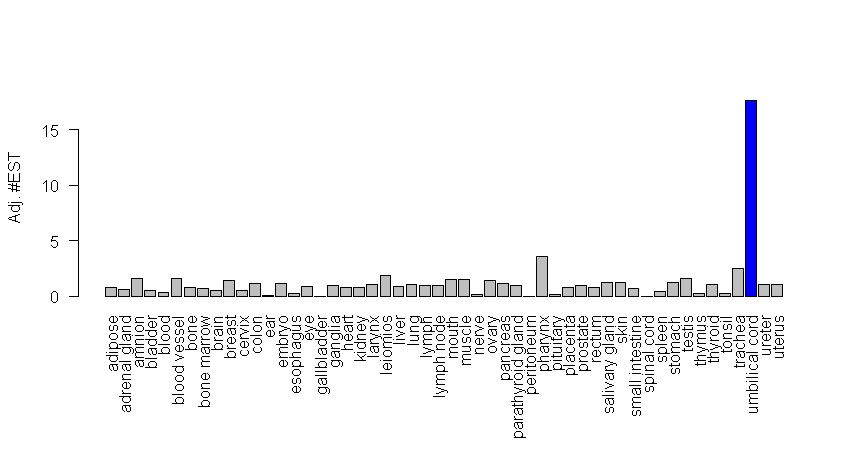 Adj. #EST
15
10
5
0
adipose
adrenal gland
amnion
bladder
blood
blood vessel
bone
bone marrow
brain
breast
cervix
colon
ear
embryo
esophagus
eye
gallbladder
ganglia
heart
kidney
larynx
leiomios
liver
lung
lymph
lymph node
mouth
muscle
nerve
ovary
pancreas
parathyroid gland
peritoneum
pharynx
pituitary
placenta
prostate
rectum
salivary gland
skin
small intestine
spinal cord
spleen
stomach
testis
thymus
thyroid
tonsil
trachea
umbilical cord
ureter
uterus